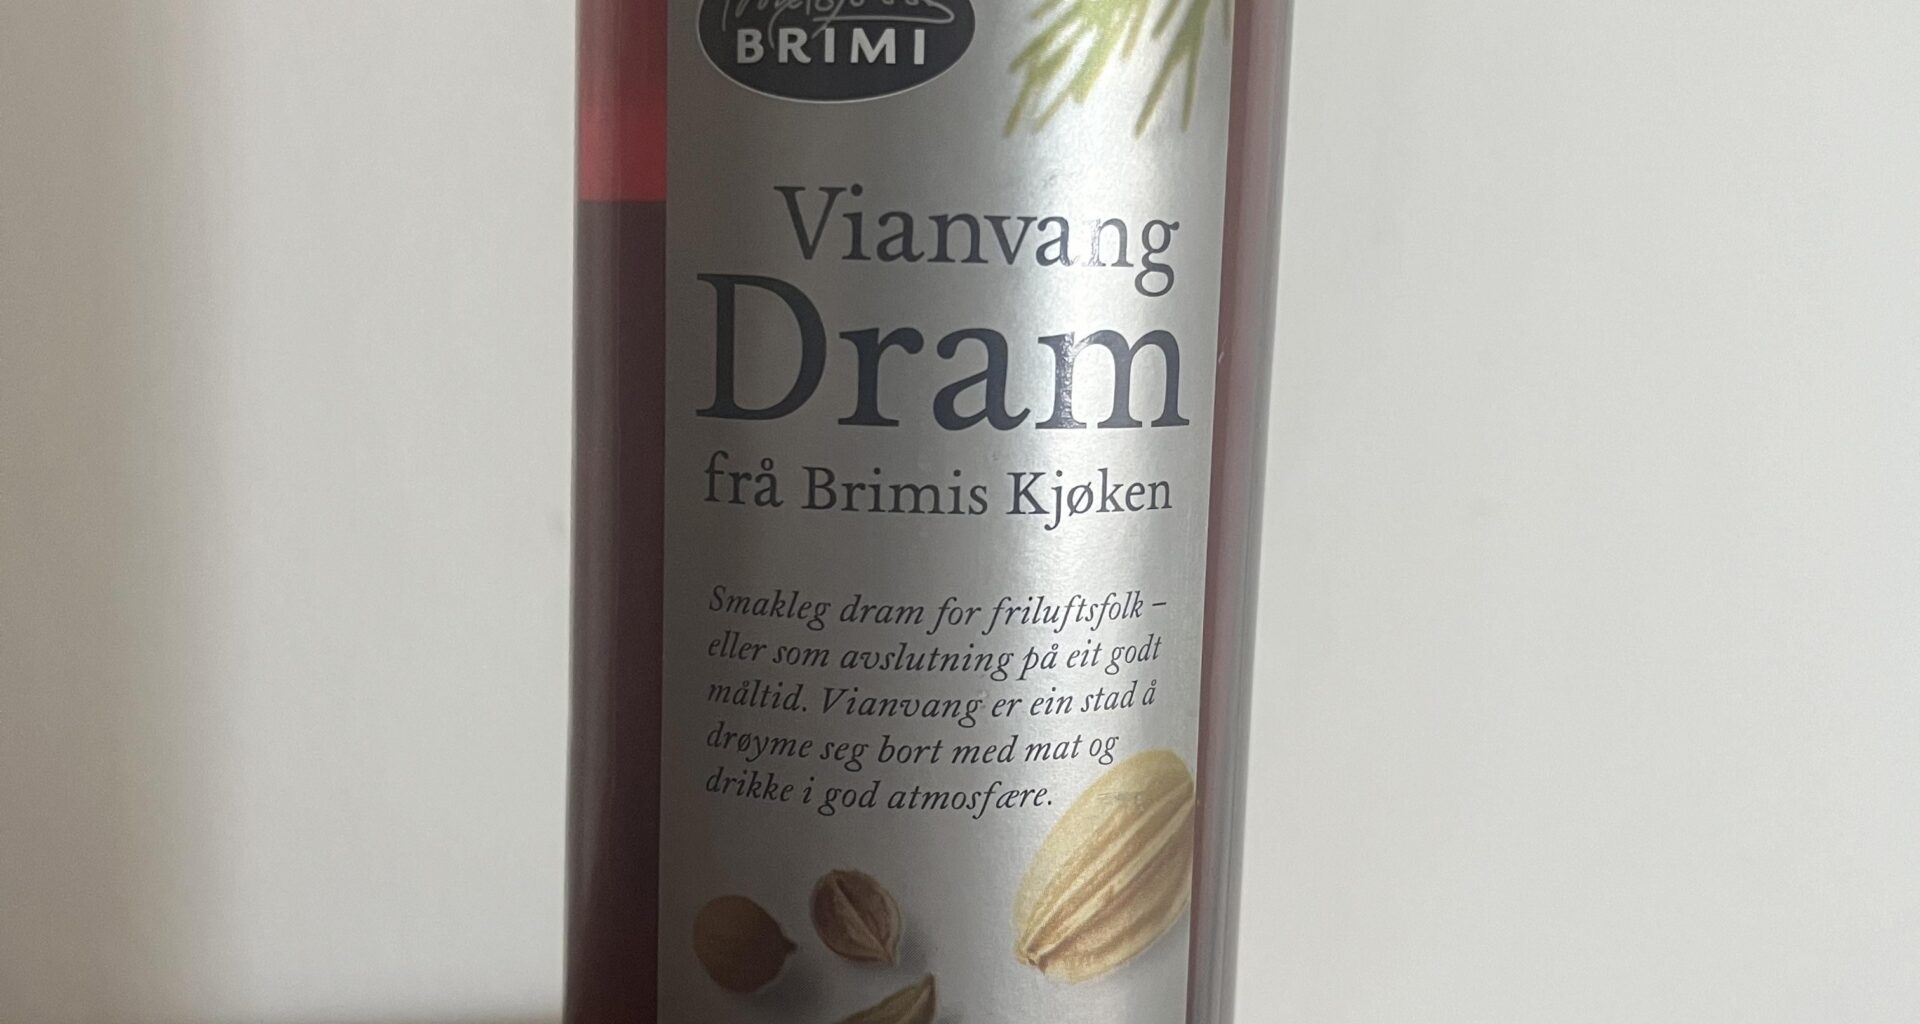 BRIMI
Vianvang
Dram
frå Brimis Kjøken
Smakleg dram for friluftsfolk –
eller som avslutning på eit godt
måltid. Vianvang er ein stad å
drøyme seg bort med mat og
drikke i god atmosfære.